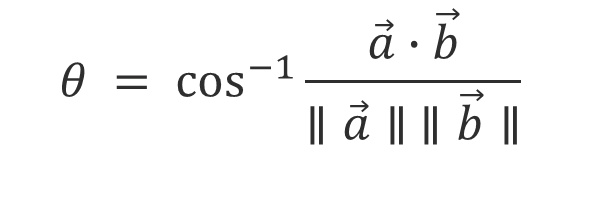 θ = cos⁻¹ (a⃗ · b⃗) / (‖ a⃗ ‖ ‖ b⃗ ‖)